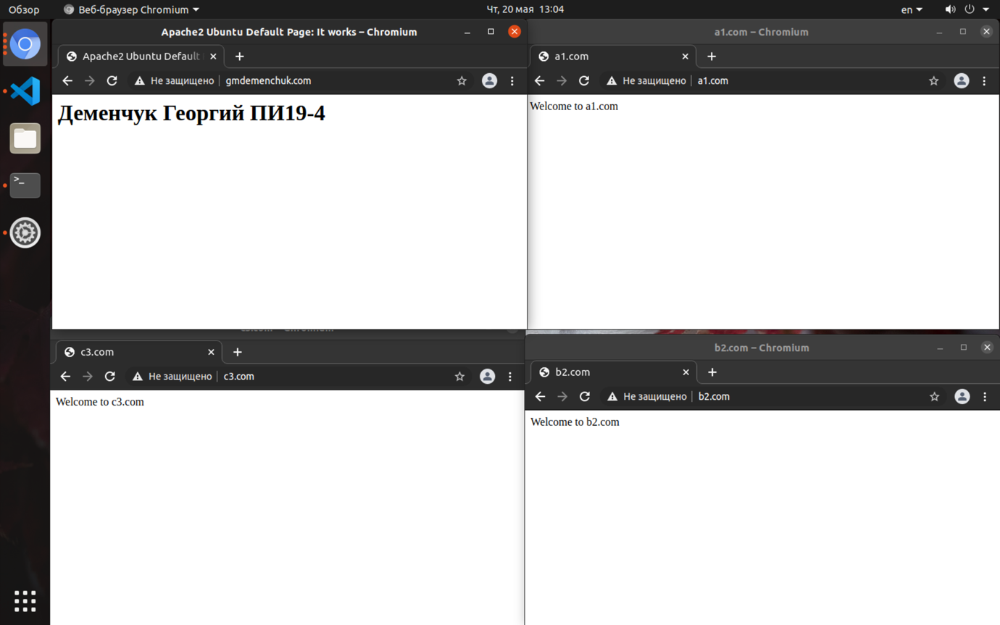 Обзор
Веб-браузер Chromium
Чт, 20 мая 13:04
en
Apache2 Ubuntu Default Page: It works – Chromium
Apache2 Ubuntu Default
Не защищено
gmdemenchuk.com
Деменчук Георгий ПИ19-4
a1.com – Chromium
a1.com
Не защищено
a1.com
Welcome to a1.com
c3.com – Chromium
c3.com
Не защищено
c3.com
Welcome to c3.com
b2.com – Chromium
b2.com
Не защищено
b2.com
Welcome to b2.com